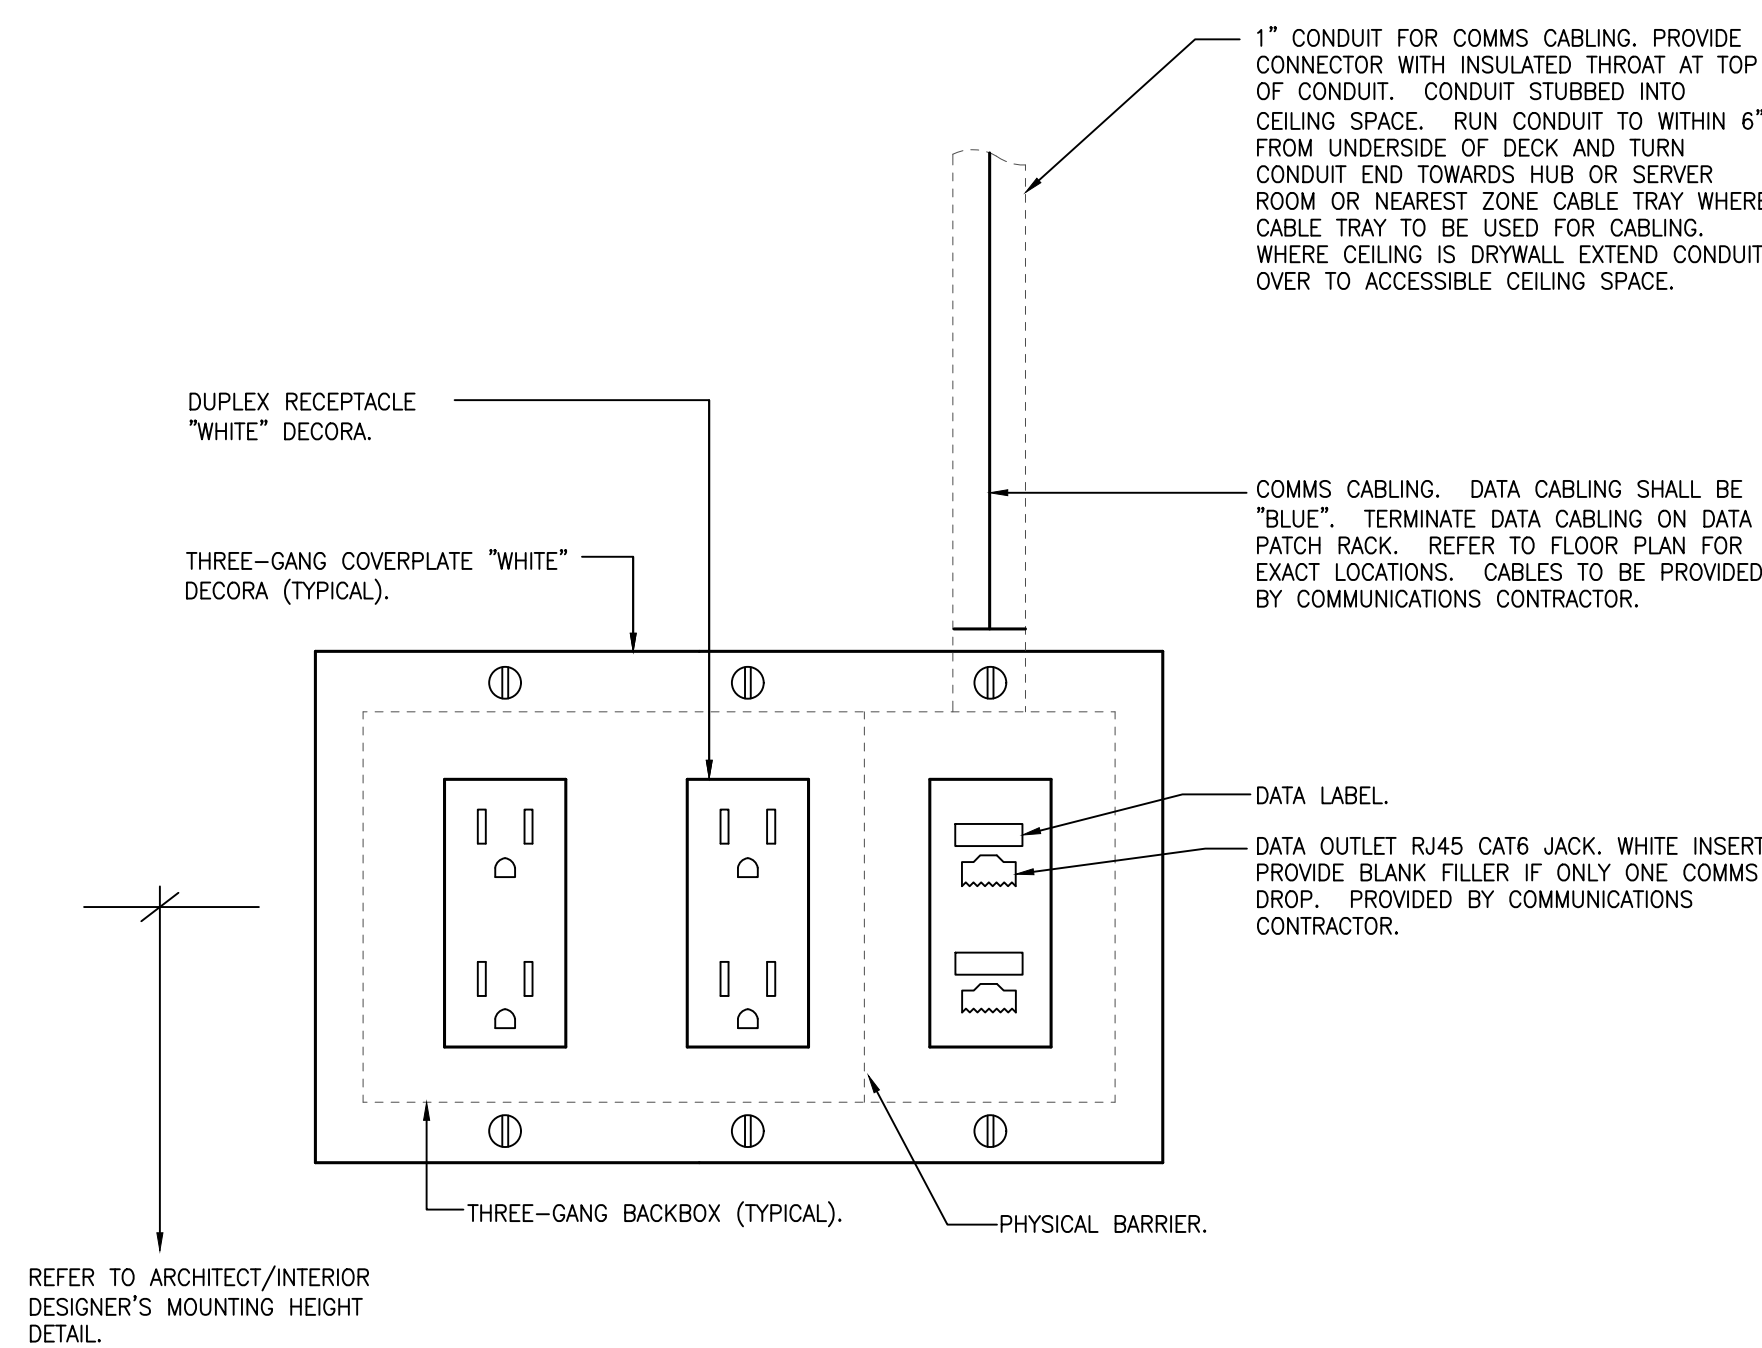 1" CONDUIT FOR COMMS CABLING. PROVIDE
CONNECTOR WITH INSULATED THROAT AT TOP
OF CONDUIT. CONDUIT STUBBED INTO
CEILING SPACE. RUN CONDUIT TO WITHIN 6"
FROM UNDERSIDE OF DECK AND TURN
CONDUIT END TOWARDS HUB OR SERVER
ROOM OR NEAREST ZONE CABLE TRAY WHERE
CABLE TRAY TO BE USED FOR CABLING.
WHERE CEILING IS DRYWALL EXTEND CONDUIT
OVER TO ACCESSIBLE CEILING SPACE.
DUPLEX RECEPTACLE
"WHITE" DECORA.
COMMS CABLING. DATA CABLING SHALL BE
"BLUE". TERMINATE DATA CABLING ON DATA
PATCH RACK. REFER TO FLOOR PLAN FOR
EXACT LOCATIONS. CABLES TO BE PROVIDED
BY COMMUNICATIONS CONTRACTOR.
THREE-GANG COVERPLATE "WHITE"
DECORA (TYPICAL).
DATA LABEL.
DATA OUTLET RJ45 CAT6 JACK. WHITE INSERT
PROVIDE BLANK FILLER IF ONLY ONE COMMS
DROP. PROVIDED BY COMMUNICATIONS
CONTRACTOR.
THREE-GANG BACKBOX (TYPICAL).
PHYSICAL BARRIER.
REFER TO ARCHITECT/INTERIOR
DESIGNER'S MOUNTING HEIGHT
DETAIL.